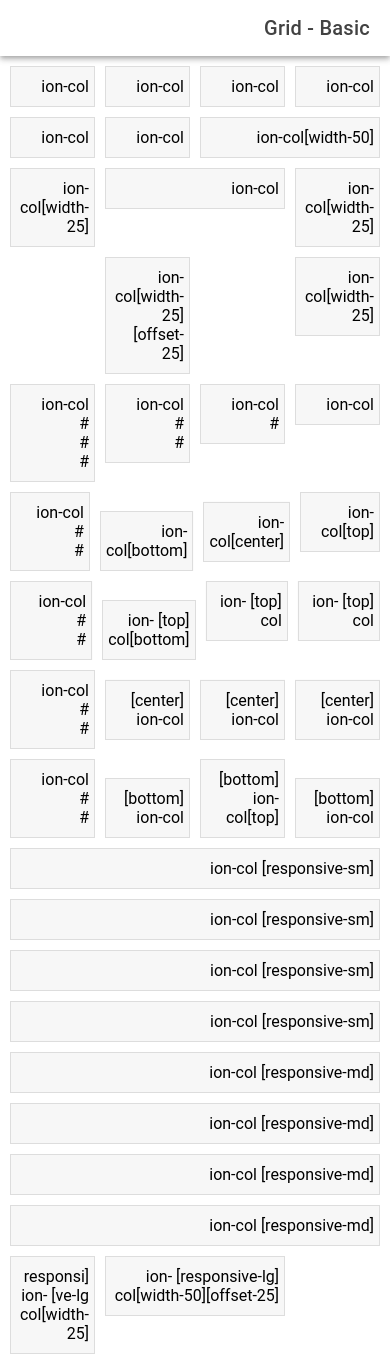 Grid - Basic
ion-col
ion-col
ion-col
ion-col
ion-col
ion-col
ion-col[width-50]
ion-
col[width-
25]
ion-col
ion-
col[width-
25]
ion-
col[width-
25]
[offset-
25]
ion-
col[width-
25]
ion-col
#
#
#
ion-col
#
#
ion-col
#
ion-col
ion-col
#
#
ion-
col[bottom]
ion-
col[center]
ion-
col[top]
ion-col
#
#
ion- [top]
col[bottom]
ion- [top]
col
ion- [top]
col
ion-col
#
#
[center]
ion-col
[center]
ion-col
[center]
ion-col
ion-col
#
#
[bottom]
ion-col
[bottom]
ion-
col[top]
[bottom]
ion-col
ion-col [responsive-sm]
ion-col [responsive-sm]
ion-col [responsive-sm]
ion-col [responsive-sm]
ion-col [responsive-md]
ion-col [responsive-md]
ion-col [responsive-md]
ion-col [responsive-md]
responsi]
ion- [ve-lg
col[width-
25]
ion- [responsive-lg]
col[width-50][offset-25]